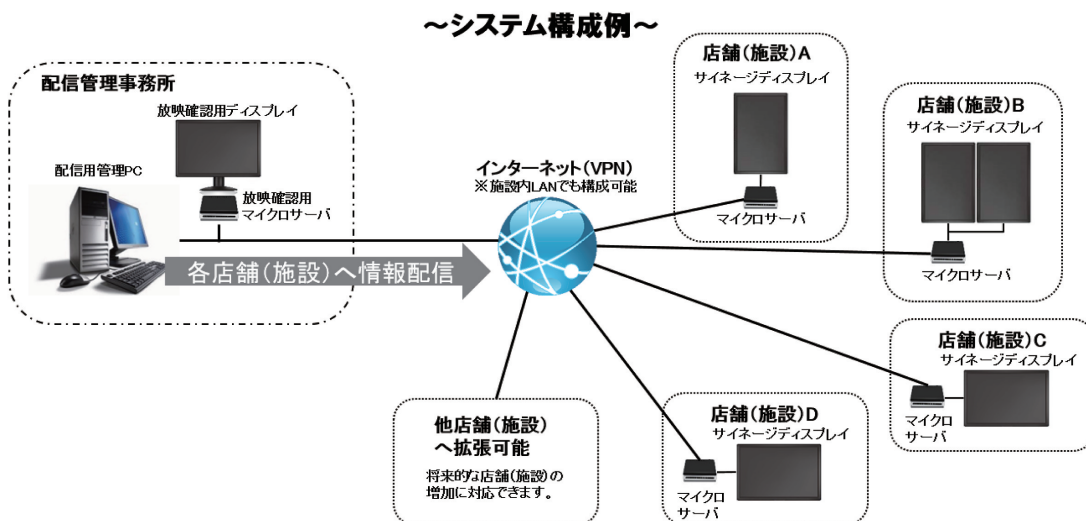 ~システム構成例~
配信管理事務所
放映確認用ディスプレイ
配信用管理PC
放映確認用
マイクロサーバ
各店舗(施設)へ情報配信
インターネット(VPN)
※施設内LANでも構成可能
店舗(施設)A
サイネージディスプレイ
マイクロサーバ
店舗(施設)B
サイネージディスプレイ
マイクロサーバ
店舗(施設)C
サイネージディスプレイ
マイクロ
サーバ
店舗(施設)D
サイネージディスプレイ
マイクロ
サーバ
他店舗(施設)
へ拡張可能
将来的な店舗(施設)の
増加に対応できます。